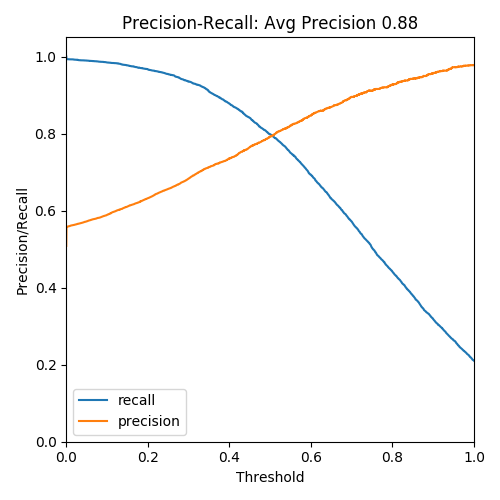 Precision-Recall: Avg Precision 0.88
Precision/Recall
1.0
0.8
0.6
0.4
0.2
0.0
recall
precision
0.0 0.2 0.4 0.6 0.8 1.0
Threshold